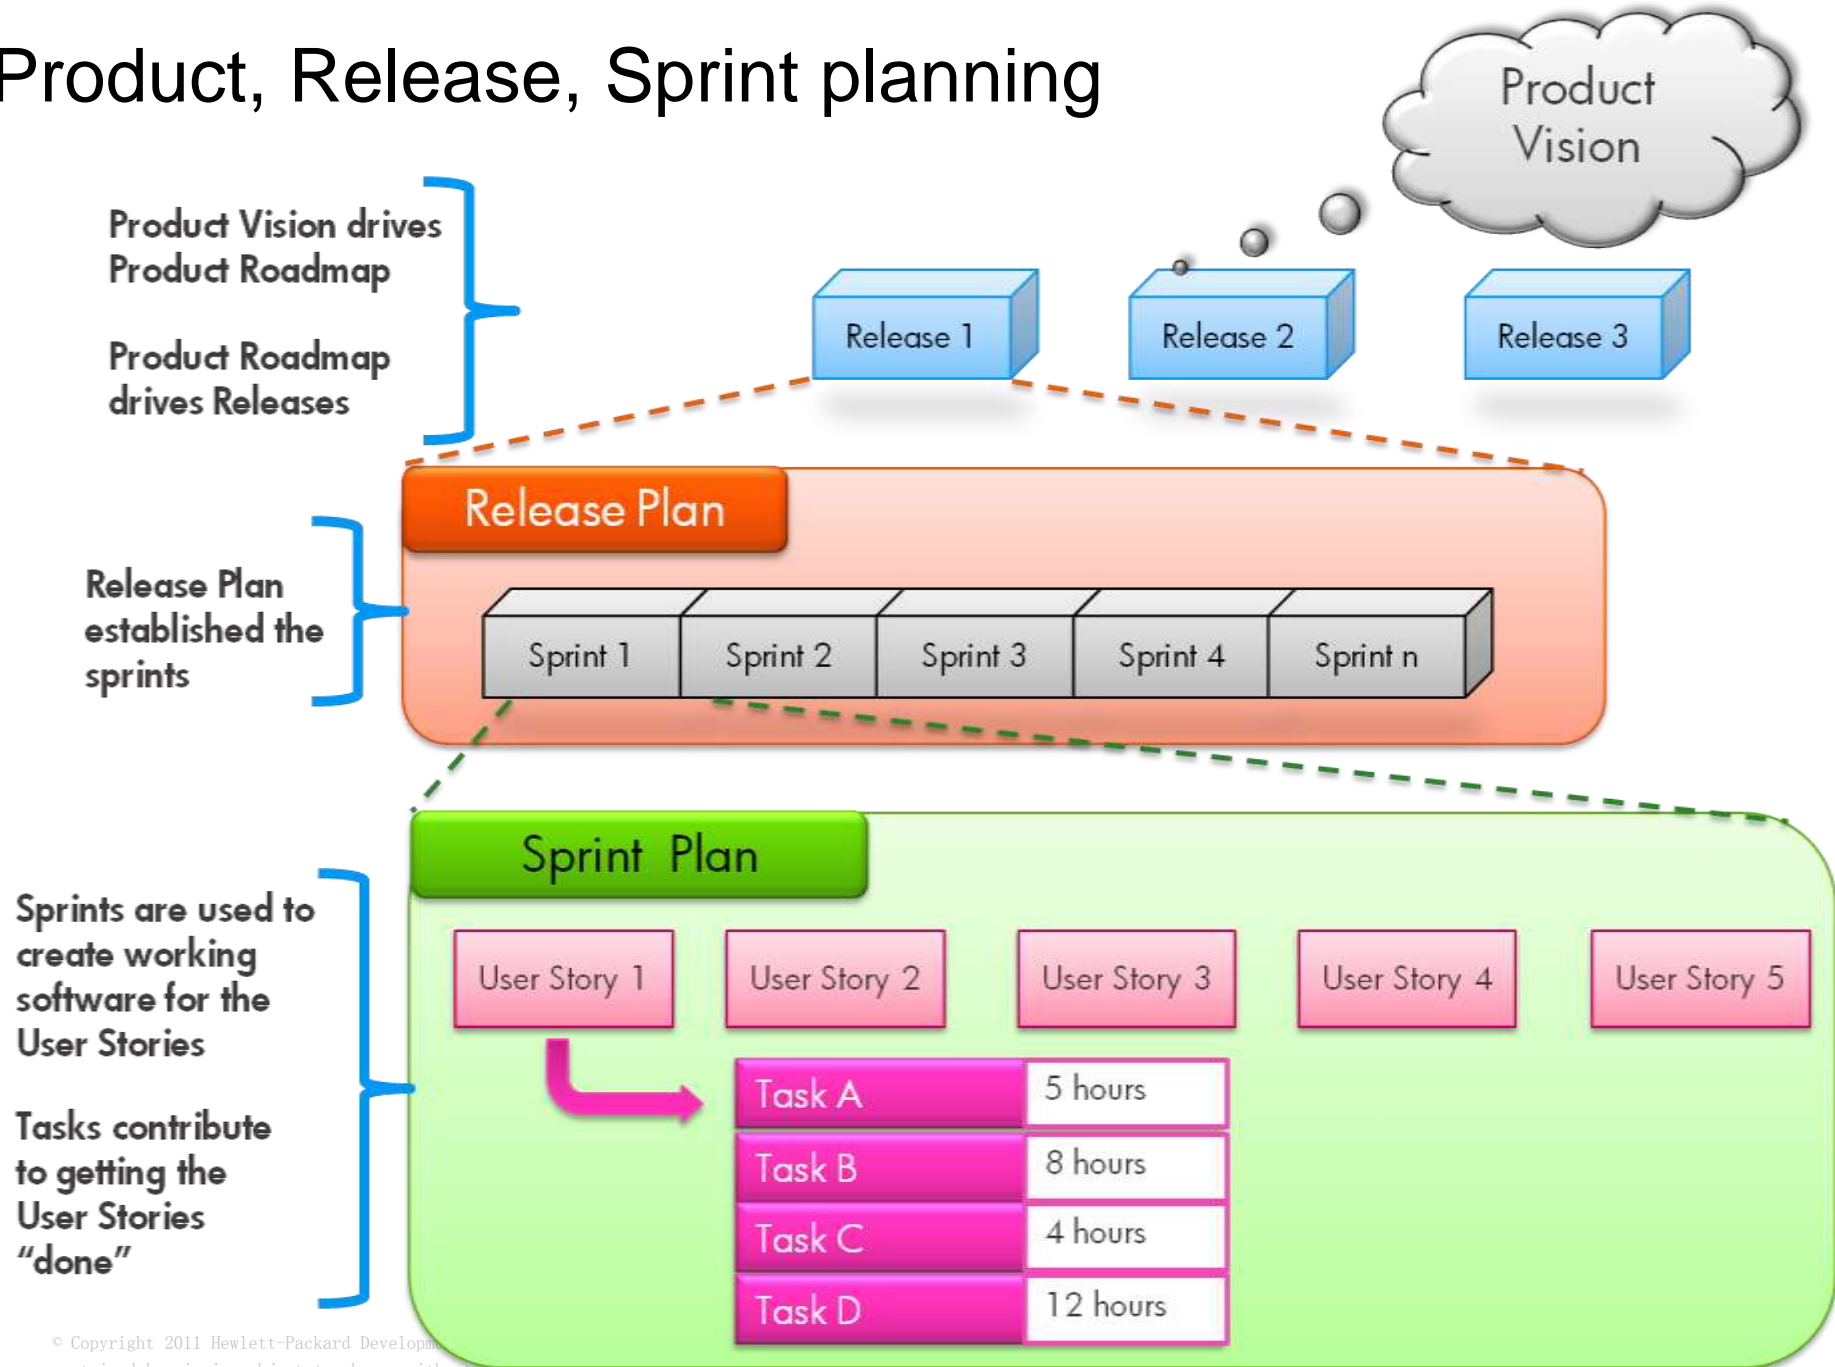 Product, Release, Sprint planning
Product
Vision
Product Vision drives
Product Roadmap
Product Roadmap
drives Releases
Release 1
Release 2
Release 3
Release Plan
Release Plan
established the
sprints
Sprint 1
Sprint 2
Sprint 3
Sprint 4
Sprint n
Sprint Plan
Sprints are used to
create working
software for the
User Stories
Tasks contribute
to getting the
User Stories
“done”
User Story 1
User Story 2
User Story 3
User Story 4
User Story 5
Task A 5 hours
Task B 8 hours
Task C 4 hours
Task D 12 hours
© Copyright 2011 Hewlett-Packard